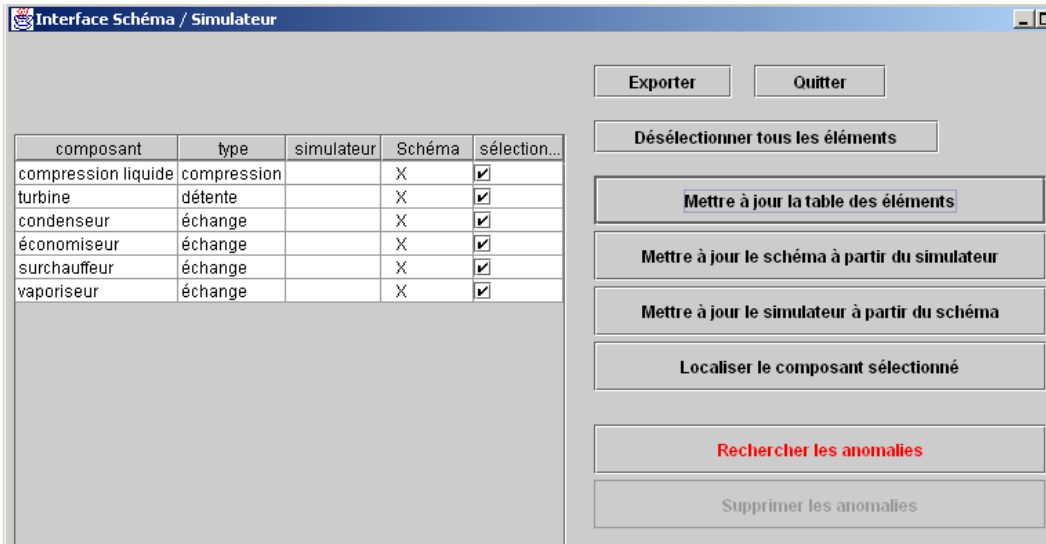 Interface Schéma / Simulateur
Exporter Quitter
Désélectionner tous les éléments
composant type simulateur Schéma sélection...
compression liquide compression X
turbine détente X
condenseur échange X
économiseur échange X
surchauffeur échange X
vaporiseur échange X
Mettre à jour la table des éléments
Mettre à jour le schéma à partir du simulateur
Mettre à jour le simulateur à partir du schéma
Localiser le composant sélectionné
Rechercher les anomalies
Supprimer les anomalies